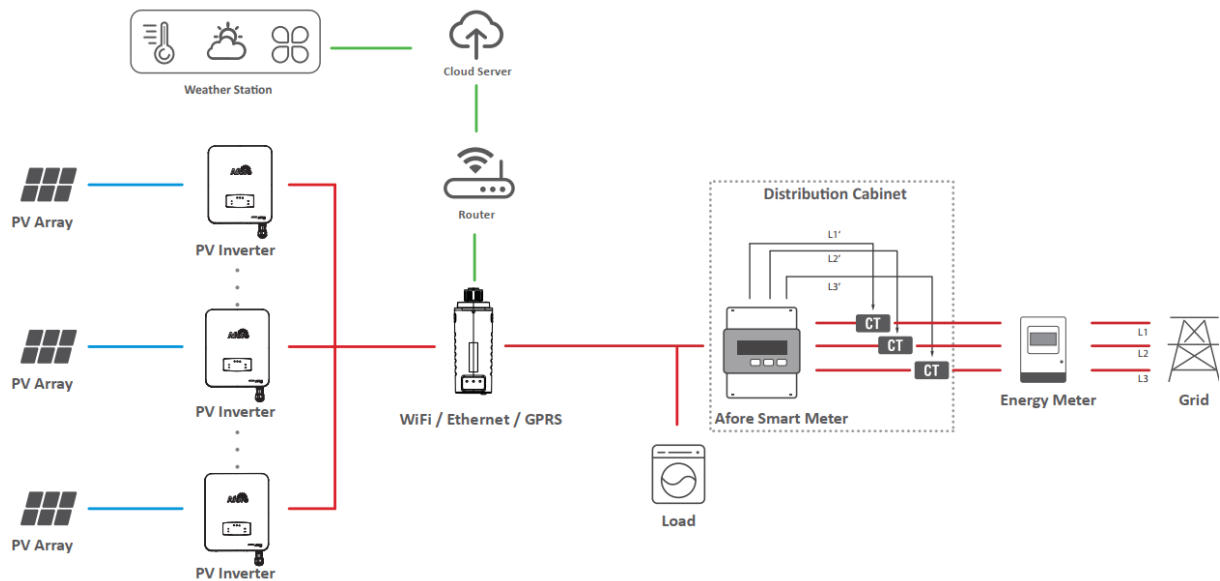 Weather Station
Cloud Server
Router
PV Array
PV Inverter
PV Array
PV Inverter
PV Array
PV Inverter
WiFi / Ethernet / GPRS
Load
Distribution Cabinet
L1'
L2'
L3'
CT
CT
CT
Afore Smart Meter
Energy Meter
L1
L2
L3
Grid